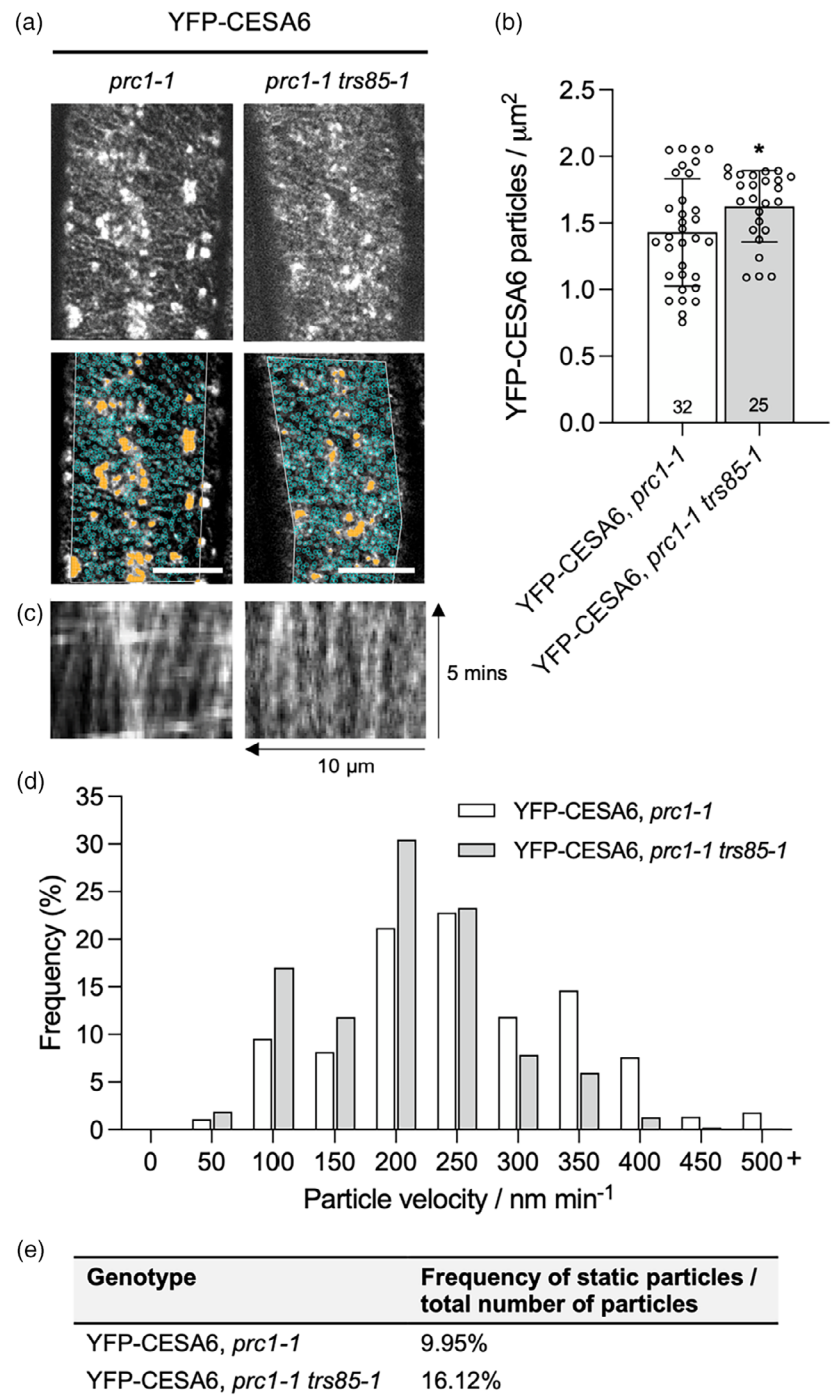 (a)
YFP-CESA6
prc1-1
prc1-1 trs85-1
(b)
YFP-CESA6 particles / µm²
2.5
2.0
1.5
1.0
0.5
0.0
*
32
25
YFP-CESA6, prc1-1
YFP-CESA6, prc1-1 trs85-1
(c)
5 mins
10 µm
(d)
Frequency (%)
35
30
25
20
15
10
5
0
YFP-CESA6, prc1-1
YFP-CESA6, prc1-1 trs85-1
0 50 100 150 200 250 300 350 400 450 500 +
Particle velocity / nm min⁻¹
(e)
Genotype
Frequency of static particles /
total number of particles
YFP-CESA6, prc1-1 9.95%
YFP-CESA6, prc1-1 trs85-1 16.12%